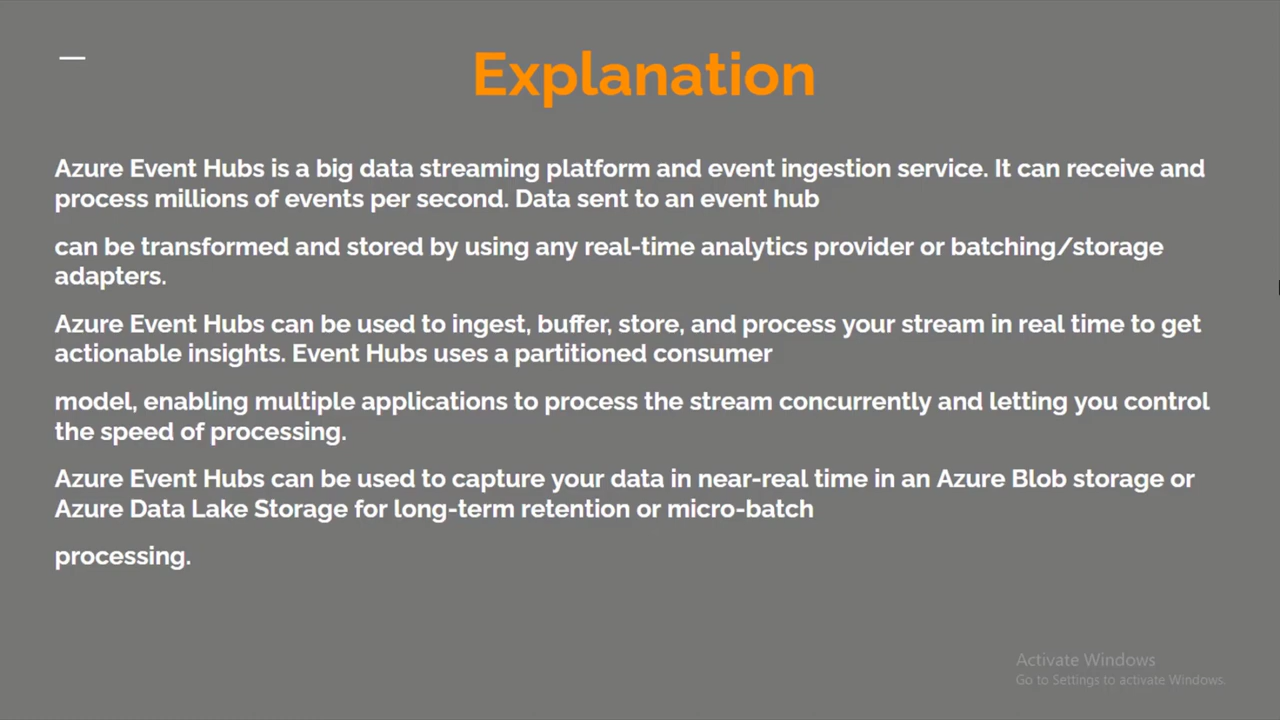 Explanation
Azure Event Hubs is a big data streaming platform and event ingestion service. It can receive and
process millions of events per second. Data sent to an event hub
can be transformed and stored by using any real-time analytics provider or batching/storage
adapters.
Azure Event Hubs can be used to ingest, buffer, store, and process your stream in real time to get
actionable insights. Event Hubs uses a partitioned consumer
model, enabling multiple applications to process the stream concurrently and letting you control
the speed of processing.
Azure Event Hubs can be used to capture your data in near-real time in an Azure Blob storage or
Azure Data Lake Storage for long-term retention or micro-batch
processing.
Activate Windows
Go to Settings to activate Windows.